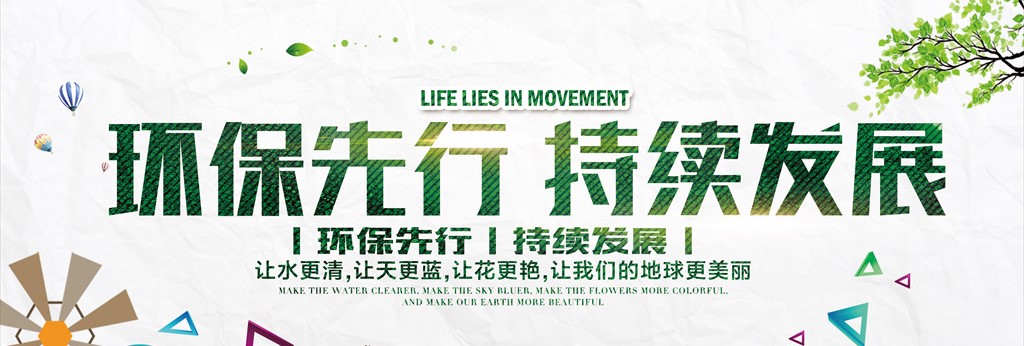 LIFE LIES IN MOVEMENT
环保先行 持续发展
|环保先行|持续发展|
让水更清,让天更蓝,让花更艳,让我们的地球更美丽
MAKE THE WATER CLEARER, MAKE THE SKY BLUER, MAKE THE FLOWERS MORE COLORFUL,
AND MAKE OUR EARTH MORE BEAUTIFUL